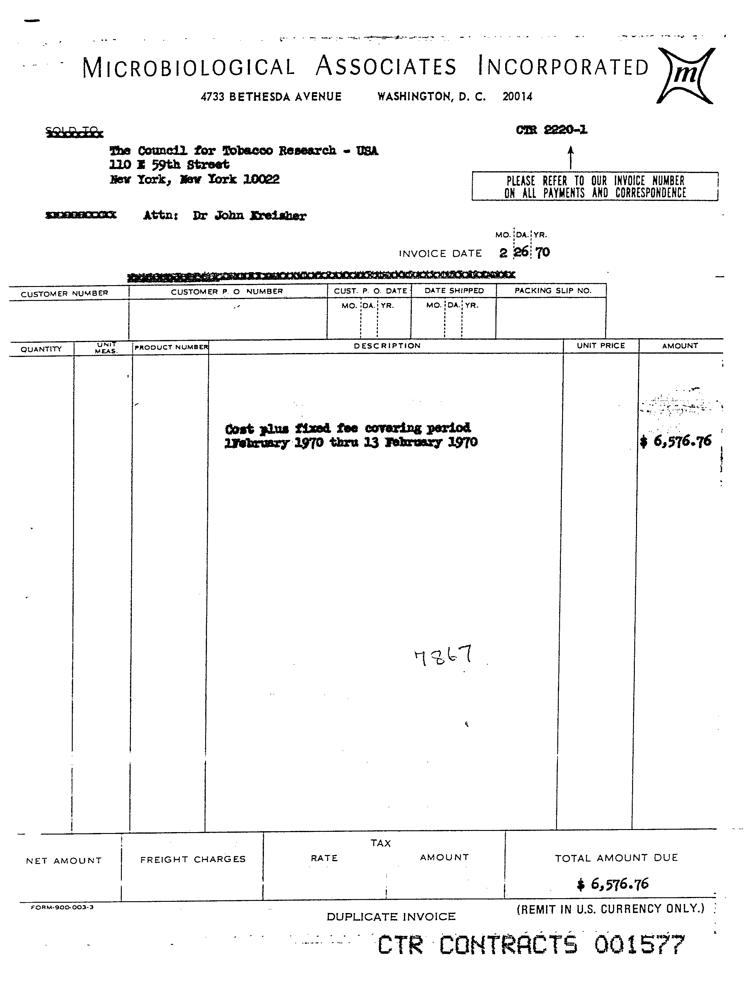 MICROBIOLOGICAL ASSOCIATES INCORPORATED m
4733 BETHESDA AVENUE WASHINGTON, D. C. 20014
SOLD TO
CTR 2220-1
The Council for Tobacco Research - USA
110 E 59th Street
New York, New York 10022
PLEASE REFER TO OUR INVOICE NUMBER
ON ALL PAYMENTS AND CORRESPONDENCE
Attn: Dr John Kreisher
MO. DA. YR.
INVOICE DATE 2 26 70
CUSTOMER NUMBER CUSTOMER P. O. NUMBER CUST. P. O. DATE DATE SHIPPED PACKING SLIP NO.
MO. DA. YR. MO. DA. YR.
QUANTITY UNIT MEAS. PRODUCT NUMBER DESCRIPTION UNIT PRICE AMOUNT
Cost plus fixed fee covering period
1February 1970 thru 13 February 1970 $ 6,576.76
7867
TAX
NET AMOUNT FREIGHT CHARGES RATE AMOUNT TOTAL AMOUNT DUE
$ 6,576.76
FORM-900-003-3
DUPLICATE INVOICE (REMIT IN U.S. CURRENCY ONLY.)
CTR CONTRACTS 001577